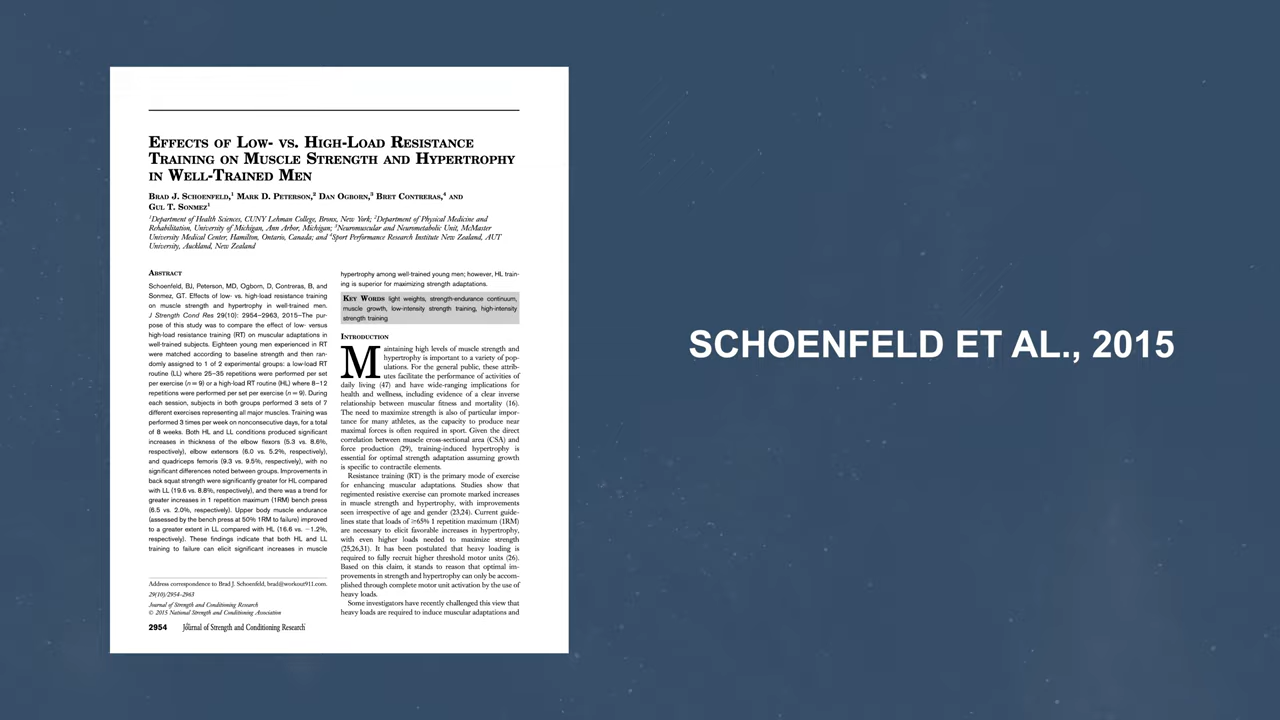 EFFECTS OF LOW- VS. HIGH-LOAD RESISTANCE
TRAINING ON MUSCLE STRENGTH AND HYPERTROPHY
IN WELL-TRAINED MEN
BRAD J. SCHOENFELD,¹ MARK D. PETERSON,² DAN OGBORN,³ BRET CONTRERAS,⁴ AND
GUL T. SONMEZ¹
¹Department of Health Sciences, CUNY Lehman College, Bronx, New York; ²Department of Physical Medicine and
Rehabilitation, University of Michigan, Ann Arbor, Michigan; ³Neuromuscular and Neurometabolic Unit, McMaster
University Medical Center, Hamilton, Ontario, Canada; and ⁴Sport Performance Research Institute New Zealand, AUT
University, Auckland, New Zealand
ABSTRACT
Schoenfeld, BJ, Peterson, MD, Ogborn, D, Contreras, B, and
Sonmez, GT. Effects of low- vs. high-load resistance training
on muscle strength and hypertrophy in well-trained men.
J Strength Cond Res 29(10): 2954–2963, 2015—The pur-
pose of this study was to compare the effect of low- versus
high-load resistance training (RT) on muscular adaptations in
well-trained subjects. Eighteen young men experienced in RT
were matched according to baseline strength and then ran-
domly assigned to 1 of 2 experimental groups: a low-load RT
routine (LL) where 25–35 repetitions were performed per set
per exercise (n = 9) or a high-load RT routine (HL) where 8–12
repetitions were performed per set per exercise (n = 9). During
each session, subjects in both groups performed 3 sets of 7
different exercises representing all major muscles. Training was
performed 3 times per week on nonconsecutive days, for a total
of 8 weeks. Both HL and LL conditions produced significant
increases in thickness of the elbow flexors (5.3 vs. 8.6%,
respectively), elbow extensors (6.0 vs. 5.2%, respectively),
and quadriceps femoris (9.3 vs. 9.5%, respectively), with no
significant differences noted between groups. Improvements in
back squat strength were significantly greater for HL compared
with LL (19.6 vs. 8.8%, respectively), and there was a trend for
greater increases in 1 repetition maximum (1RM) bench press
(6.5 vs. 2.0%, respectively). Upper body muscle endurance
(assessed by the bench press at 50% 1RM to failure) improved
to a greater extent in LL compared with HL (16.6 vs. −1.2%,
respectively). These findings indicate that both HL and LL
training to failure can elicit significant increases in muscle
Address correspondence to Brad J. Schoenfeld, brad@workout911.com.
29(10)/2954–2963
Journal of Strength and Conditioning Research
© 2015 National Strength and Conditioning Association
2954 Journal of Strength and Conditioning Research
hypertrophy among well-trained young men; however, HL train-
ing is superior for maximizing strength adaptations.
KEY WORDS light weights, strength-endurance continuum,
muscle growth, low-intensity strength training, high-intensity
strength training
INTRODUCTION
Maintaining high levels of muscle strength and
hypertrophy is important to a variety of pop-
ulations. For the general public, these attrib-
utes facilitate the performance of activities of
daily living (47) and have wide-ranging implications for
health and wellness, including evidence of a clear inverse
relationship between muscular fitness and mortality (16).
The need to maximize strength is also of particular impor-
tance for many athletes, as the capacity to produce near
maximal forces is often required in sport. Given the direct
correlation between muscle cross-sectional area (CSA) and
force production (29), training-induced hypertrophy is
essential for optimal strength adaptation assuming growth
is specific to contractile elements.
Resistance training (RT) is the primary mode of exercise
for enhancing muscular adaptations. Studies show that
regimented resistive exercise can promote marked increases
in muscle strength and hypertrophy, with improvements
seen irrespective of age and gender (23,24). Current guide-
lines state that loads of ≥65% 1 repetition maximum (1RM)
are necessary to elicit favorable increases in hypertrophy,
with even higher loads needed to maximize strength
(25,26,31). It has been postulated that heavy loading is
required to fully recruit higher threshold motor units (26).
Based on this claim, it stands to reason that optimal im-
provements in strength and hypertrophy can only be accom-
plished through complete motor unit activation by the use of
heavy loads.
Some investigators have recently challenged this view that
heavy loads are required to induce muscular adaptations and
SCHOENFELD ET AL., 2015